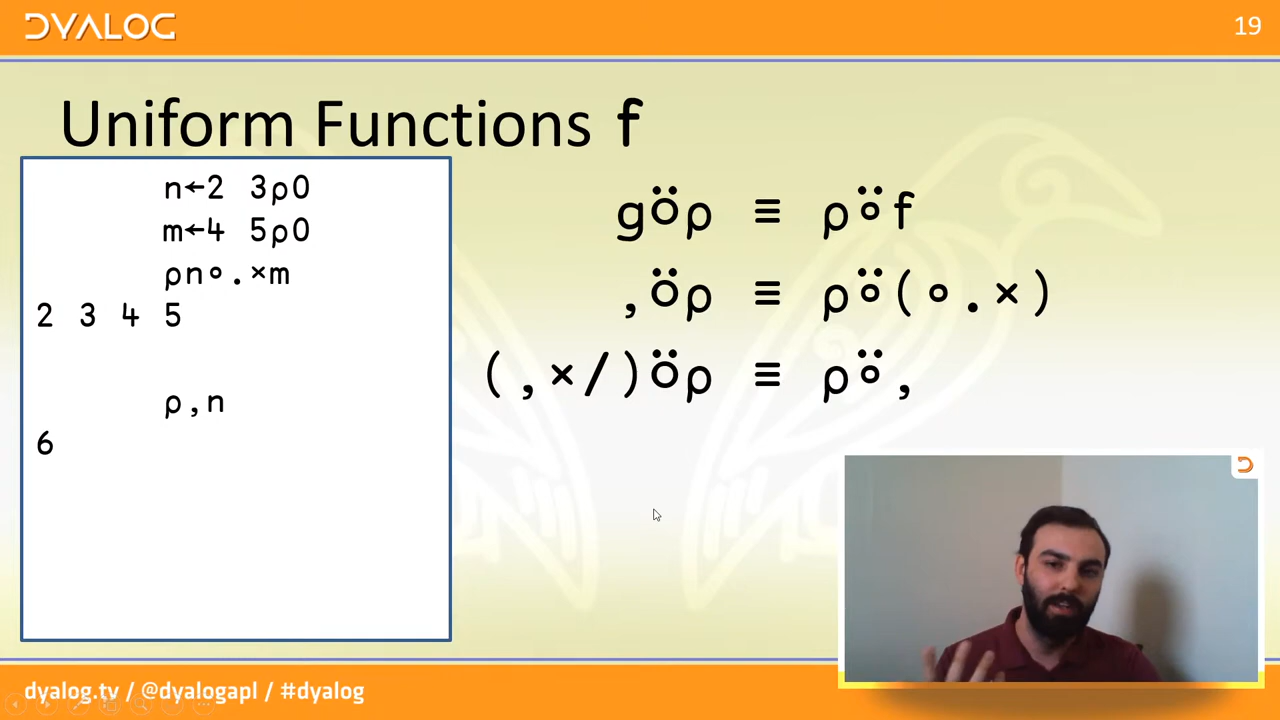 DYALOG
19
Uniform Functions f
n←2 3⍴0
m←4 5⍴0
⍴n∘.×m
2 3 4 5
⍴,n
6
g⍥⍴ ≡ ⍴⍤f
,⍥⍴ ≡ ⍴⍤(∘.×)
(,×/)⍥⍴ ≡ ⍴⍤,
dyalog.tv / @dyalogapl / #dyalog